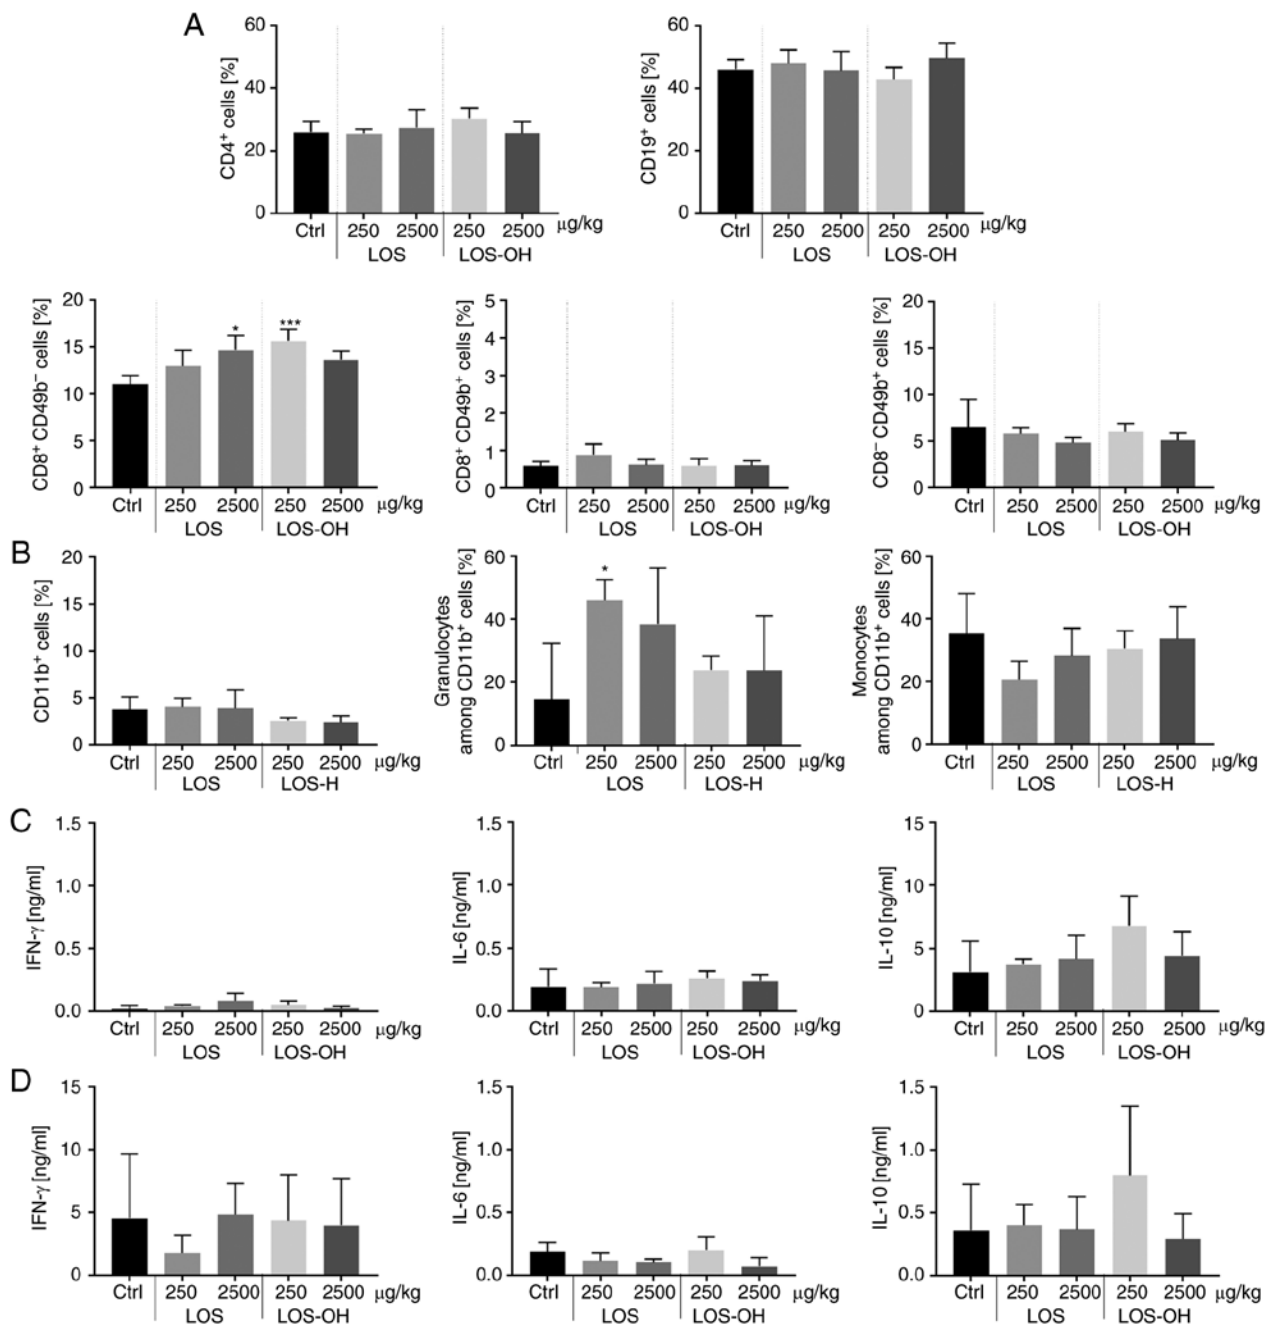 A
CD4+ cells [%]
60
40
20
0
Ctrl 250 2500 250 2500 μg/kg
LOS LOS-OH
CD19+ cells [%]
60
40
20
0
Ctrl 250 2500 250 2500 μg/kg
LOS LOS-OH
CD8+ CD49b− cells [%]
20
15
10
5
0
* ***
Ctrl 250 2500 250 2500 μg/kg
LOS LOS-OH
CD8+ CD49b+ cells [%]
5
4
3
2
1
0
Ctrl 250 2500 250 2500 μg/kg
LOS LOS-OH
CD8− CD49b+ cells [%]
20
15
10
5
0
Ctrl 250 2500 250 2500 μg/kg
LOS LOS-OH
B
CD11b+ cells [%]
20
15
10
5
0
Ctrl 250 2500 250 2500 μg/kg
LOS LOS-H
Granulocytes
among CD11b+ cells [%]
60
40
20
0
*
Ctrl 250 2500 250 2500 μg/kg
LOS LOS-H
Monocytes
among CD11b+ cells [%]
60
40
20
0
Ctrl 250 2500 250 2500 μg/kg
LOS LOS-H
C
IFN-γ [ng/ml]
1.5
1.0
0.5
0.0
Ctrl 250 2500 250 2500 μg/kg
LOS LOS-OH
IL-6 [ng/ml]
1.5
1.0
0.5
0.0
Ctrl 250 2500 250 2500 μg/kg
LOS LOS-OH
IL-10 [ng/ml]
15
10
5
0
Ctrl 250 2500 250 2500 μg/kg
LOS LOS-OH
D
IFN-γ [ng/ml]
15
10
5
0
Ctrl 250 2500 250 2500 μg/kg
LOS LOS-OH
IL-6 [ng/ml]
1.5
1.0
0.5
0.0
Ctrl 250 2500 250 2500 μg/kg
LOS LOS-OH
IL-10 [ng/ml]
1.5
1.0
0.5
0.0
Ctrl 250 2500 250 2500 μg/kg
LOS LOS-OH